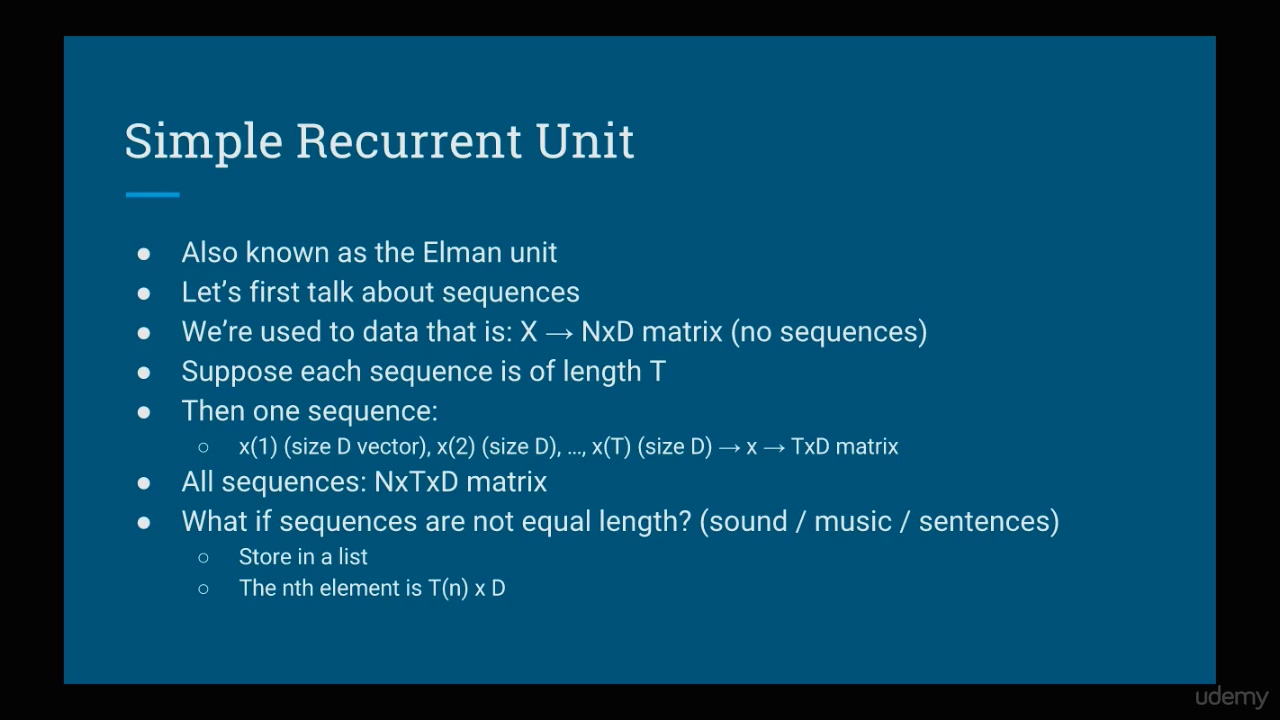 Simple Recurrent Unit
● Also known as the Elman unit
● Let’s first talk about sequences
● We’re used to data that is: X → NxD matrix (no sequences)
● Suppose each sequence is of length T
● Then one sequence:
○ x(1) (size D vector), x(2) (size D), ..., x(T) (size D) → x → TxD matrix
● All sequences: NxTxD matrix
● What if sequences are not equal length? (sound / music / sentences)
○ Store in a list
○ The nth element is T(n) x D
udemy